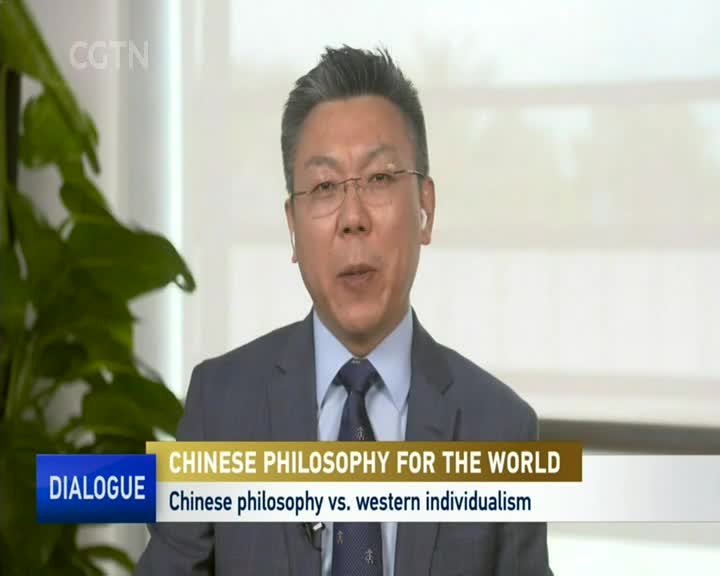 CGTN
CHINESE PHILOSOPHY FOR THE WORLD
DIALOGUE
Chinese philosophy vs. western individualism